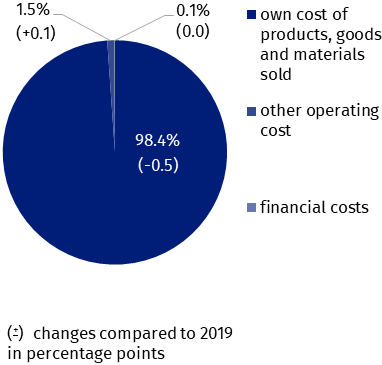 1.5%
(+0.1)
0.1%
(0.0)
98.4%
(-0.5)
own cost of
products, goods
and materials
sold
other operating
cost
financial costs
(±) changes compared to 2019
in percentage points